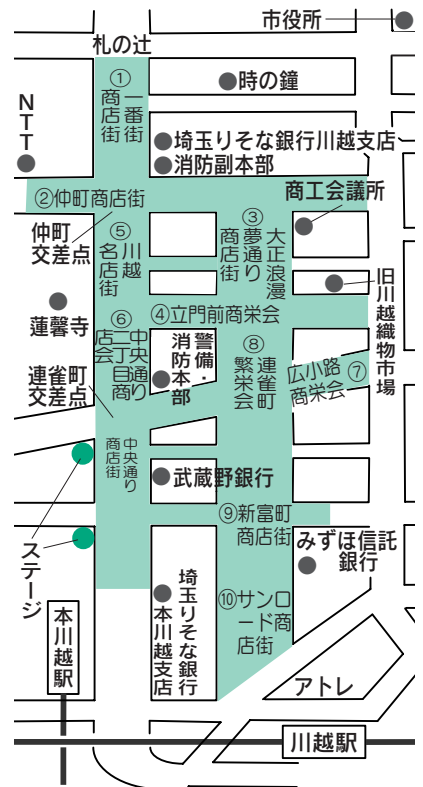 市役所
札の辻
①一番街
商店街
時の鐘
NTT
埼玉りそな銀行川越支店
消防副本部
②仲町商店街
商工会議所
仲町
交差点
③大正浪漫
夢通り
商店街
⑤川越
名店街
旧川越織物市場
蓮馨寺
④立門前商栄会
⑥中央通り
二丁目商
店会
警備・
消防本部
⑧連雀町
繁栄会
広小路⑦
商栄会
連雀町
交差点
中央通り
商店街
武蔵野銀行
⑨新富町
商店街
みずほ信託
銀行
ステージ
埼玉りそな銀行
本川越支店
⑩サンロ
ード商
店街
本川越駅
アトレ
川越駅